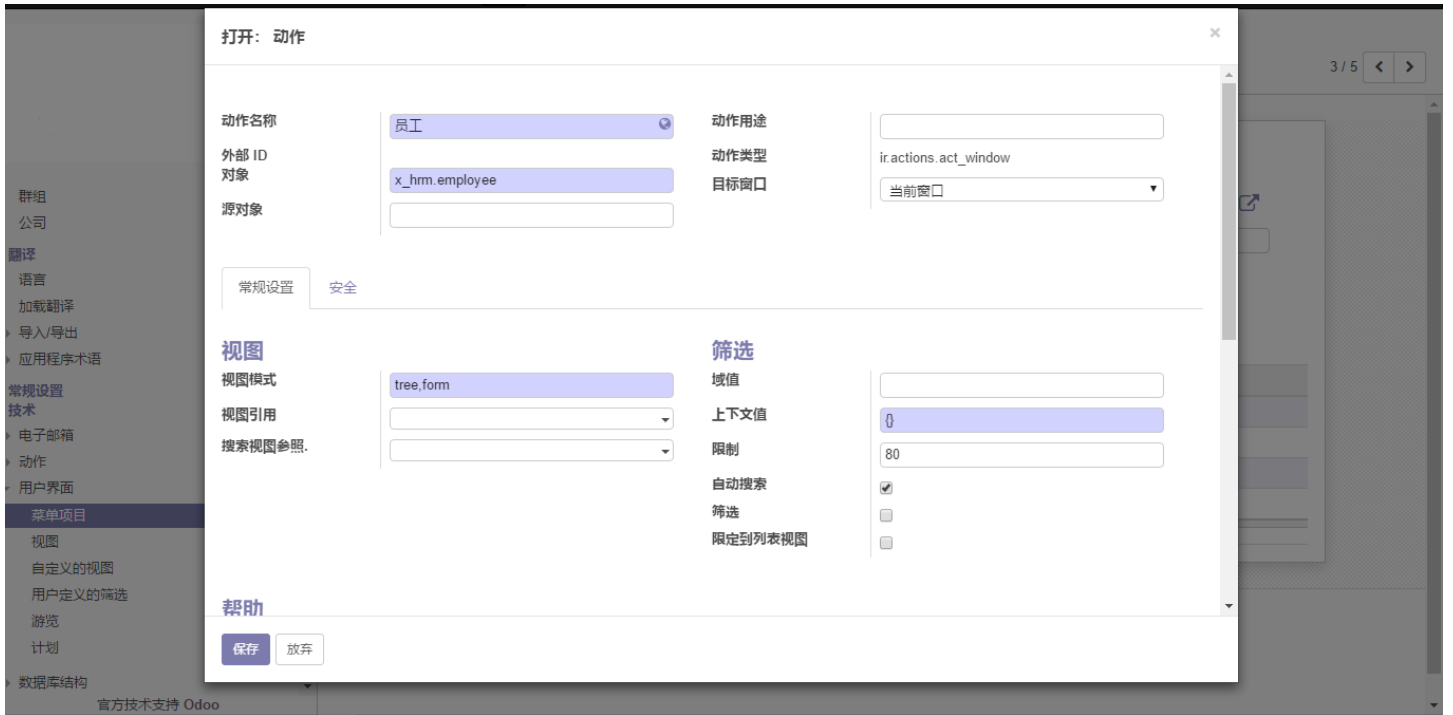 打开: 动作
×
3 / 5
动作名称
员工
动作用途
外部 ID
动作类型
ir.actions.act_window
对象
x_hrm.employee
目标窗口
当前窗口
源对象
常规设置
安全
视图
筛选
视图模式
tree,form
域值
视图引用
上下文值
{}
搜索视图参照.
限制
80
自动搜索
筛选
限定到列表视图
帮助
保存
放弃
群组
公司
翻译
语言
加载翻译
导入/导出
应用程序术语
常规设置
技术
电子邮箱
动作
用户界面
菜单项目
视图
自定义的视图
用户定义的筛选
游览
计划
数据库结构
官方技术支持 Odoo